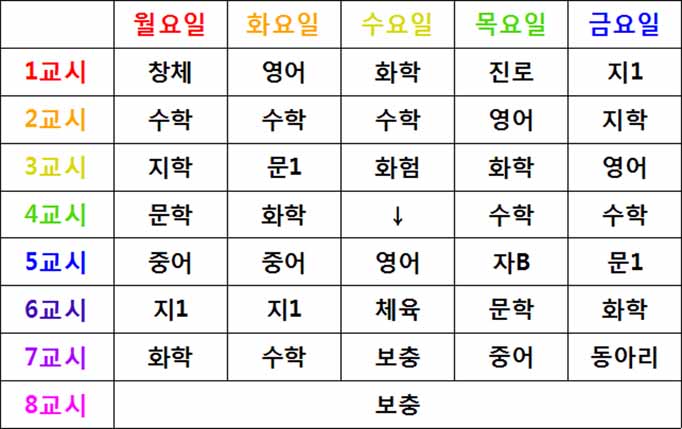 월요일 화요일 수요일 목요일 금요일
1교시 창체 영어 화학 진로 지1
2교시 수학 수학 수학 영어 지학
3교시 지학 문1 화험 화학 영어
4교시 문학 화학 ↓ 수학 수학
5교시 중어 중어 영어 자B 문1
6교시 지1 지1 체육 문학 화학
7교시 화학 수학 보충 중어 동아리
8교시 보충